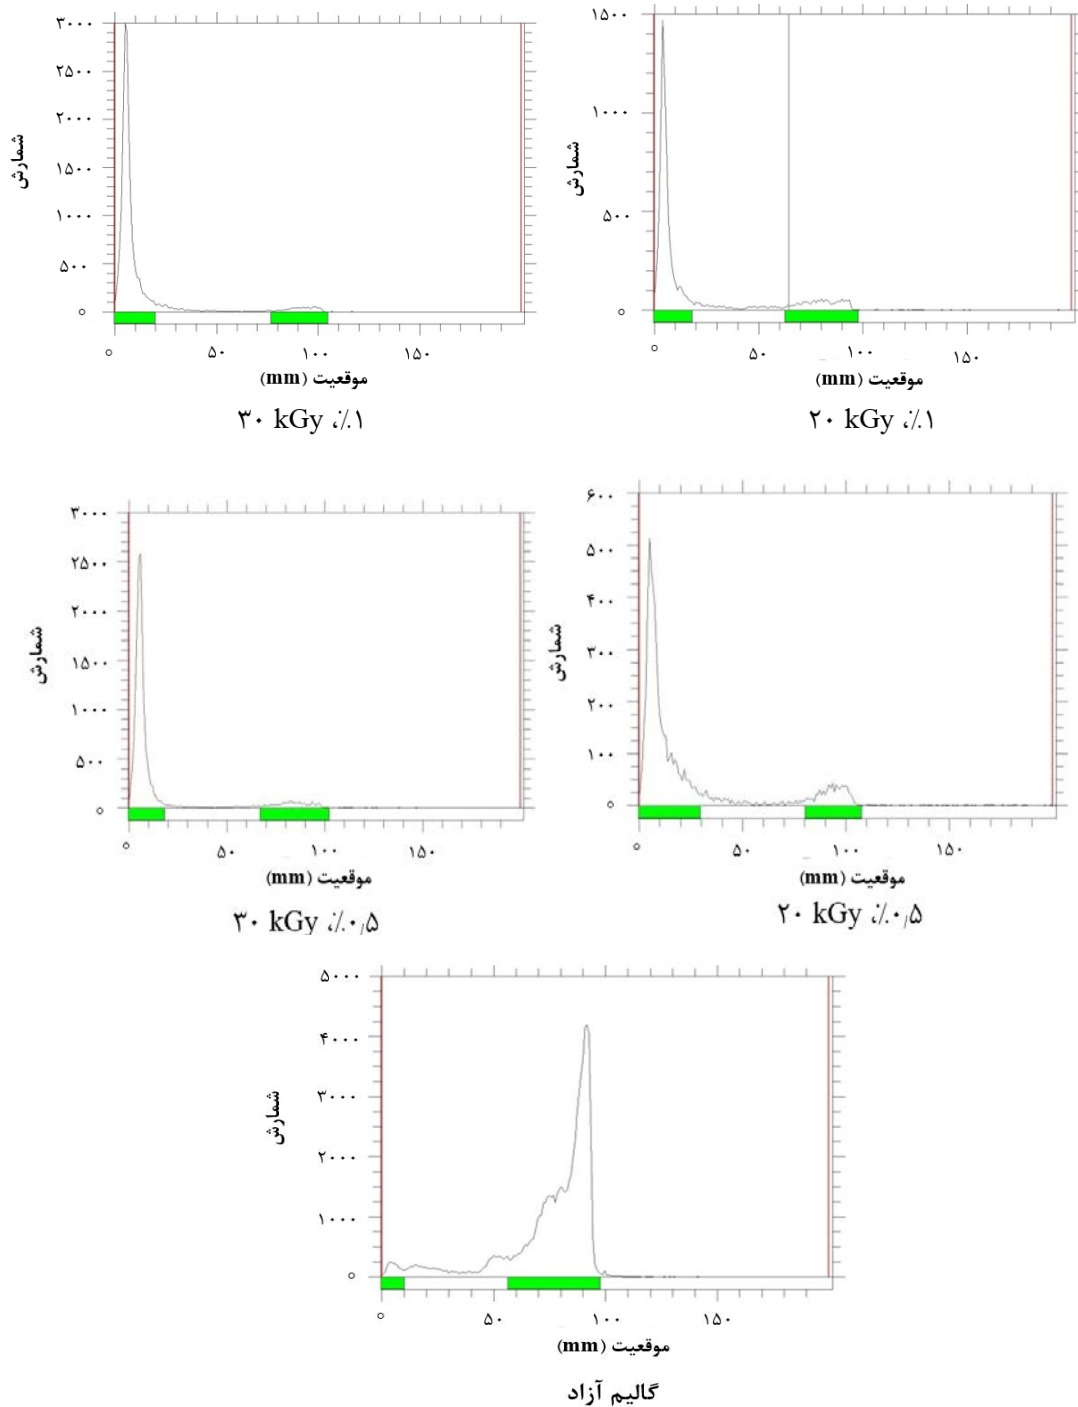 ۳۰۰۰
۲۵۰۰
۲۰۰۰
۱۵۰۰
۱۰۰۰
۵۰۰
۰
شمارش
۰ ۵۰ ۱۰۰ ۱۵۰
موقعیت (mm)
۳۰ kGy ،٪۱
۱۵۰۰
۱۰۰۰
۵۰۰
۰
شمارش
۰ ۵۰ ۱۰۰ ۱۵۰
موقعیت (mm)
۲۰ kGy ،٪۱
۳۰۰۰
۲۵۰۰
۲۰۰۰
۱۵۰۰
۱۰۰۰
۵۰۰
۰
شمارش
۰ ۵۰ ۱۰۰ ۱۵۰
موقعیت (mm)
۳۰ kGy ،٪۰٫۵
۶۰۰
۵۰۰
۴۰۰
۳۰۰
۲۰۰
۱۰۰
۰
شمارش
۰ ۵۰ ۱۰۰ ۱۵۰
موقعیت (mm)
۲۰ kGy ،٪۰٫۵
۵۰۰۰
۴۰۰۰
۳۰۰۰
۲۰۰۰
۱۰۰۰
۰
شمارش
۰ ۵۰ ۱۰۰ ۱۵۰
موقعیت (mm)
گالیم آزاد